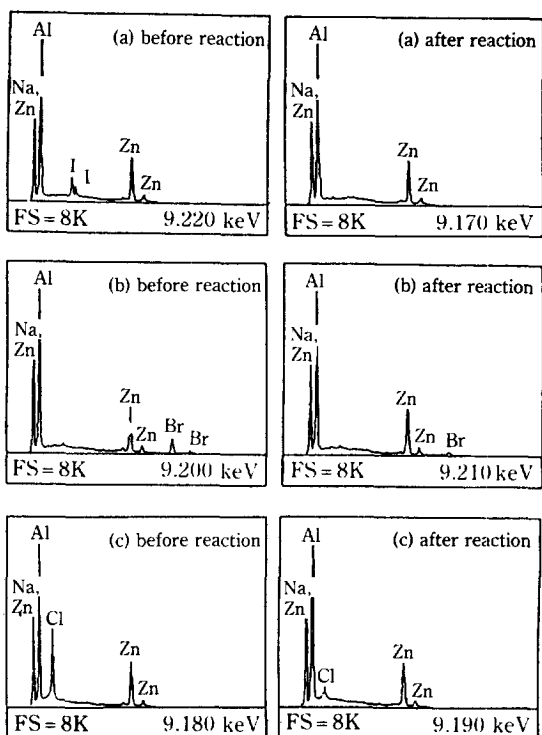 (a) before reaction
Al
Na,
Zn
I
I
Zn
Zn
FS=8K 9.220 keV
(a) after reaction
Al
Na,
Zn
Zn
Zn
FS=8K 9.170 keV
(b) before reaction
Al
Na,
Zn
Zn
Zn
Br
Br
FS=8K 9.200 keV
(b) after reaction
Al
Na,
Zn
Zn
Zn
Br
FS=8K 9.210 keV
(c) before reaction
Al
Na,
Zn
Cl
Zn
Zn
FS=8K 9.180 keV
(c) after reaction
Al
Na,
Zn
Cl
Zn
Zn
FS=8K 9.190 keV